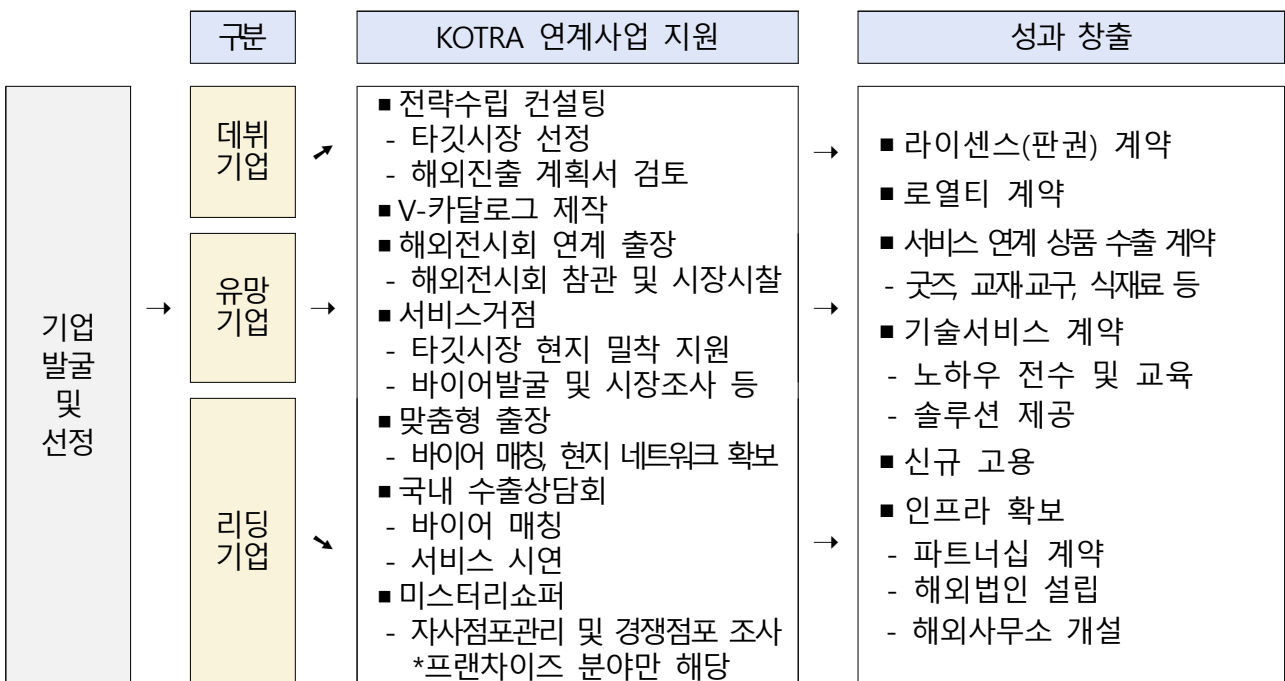 구분
KOTRA 연계사업 지원
성과 창출
기업
발굴
및
선정
→
데뷔
기업
유망
기업
→
리딩
기업
■ 전략수립 컨설팅
- 타깃시장 선정
- 해외진출 계획서 검토
■ V-카달로그 제작
■ 해외전시회 연계 출장
- 해외전시회 참관 및 시장시찰
■ 서비스거점
- 타깃시장 현지 밀착 지원
- 바이어발굴 및 시장조사 등
■ 맞춤형 출장
- 바이어 매칭, 현지 네트워크 확보
■ 국내 수출상담회
- 바이어 매칭
- 서비스 시연
■ 미스터리쇼퍼
- 자사점포관리 및 경쟁점포 조사
*프랜차이즈 분야만 해당
→
→
→
■ 라이센스(판권) 계약
■ 로열티 계약
■ 서비스 연계 상품 수출 계약
- 굿즈, 교재·교구, 식재료 등
■ 기술서비스 계약
- 노하우 전수 및 교육
- 솔루션 제공
■ 신규 고용
■ 인프라 확보
- 파트너십 계약
- 해외법인 설립
- 해외사무소 개설